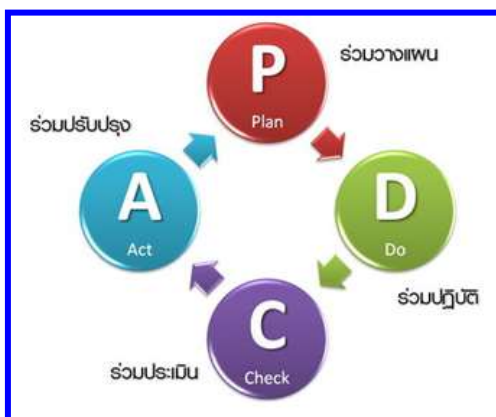 P
Plan
ร่วมวางแผน
D
Do
ร่วมปฏิบัติ
C
Check
ร่วมประเมิน
A
Act
ร่วมปรับปรุง